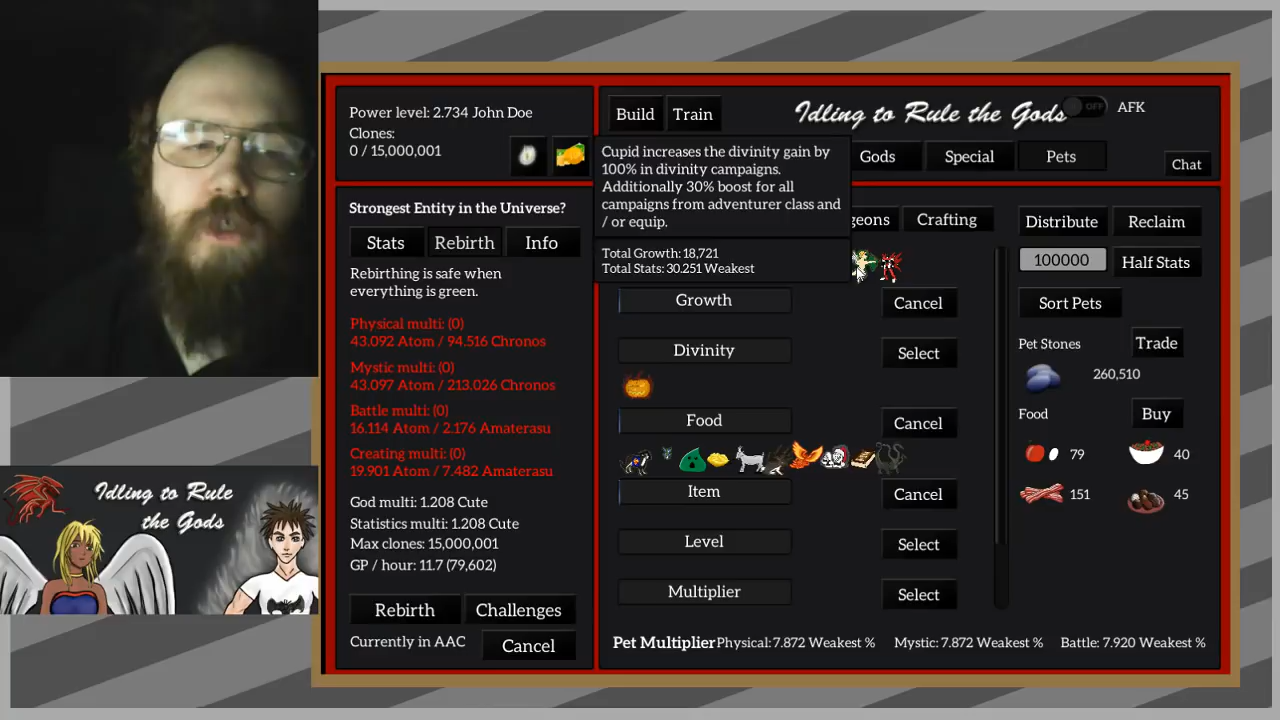 Power level: 2.734 John Doe
Clones:
0 / 15,000,001
Build
Train
Idling to Rule the Gods
OFF
AFK
Gods
Special
Pets
Chat
Cupid increases the divinity gain by
100% in divinity campaigns.
Additionally 30% boost for all
campaigns from adventurer class and
/ or equip.
Total Growth: 18,721
Total Stats: 30.251 Weakest
Strongest Entity in the Universe?
Stats
Rebirth
Info
Rebirthing is safe when
everything is green.
Physical multi: (0)
43.092 Atom / 94.516 Chronos
Mystic multi: (0)
43.097 Atom / 213.026 Chronos
Battle multi: (0)
16.114 Atom / 2.176 Amaterasu
Creating multi: (0)
19.901 Atom / 7.482 Amaterasu
God multi: 1.208 Cute
Statistics multi: 1.208 Cute
Max clones: 15,000,001
GP / hour: 11.7 (79,602)
Rebirth
Challenges
Currently in AAC
Cancel
geons
Crafting
Distribute
Reclaim
100000
Half Stats
Growth
Cancel
Sort Pets
Divinity
Select
Pet Stones
Trade
260,510
Food
Cancel
Food
Buy
79
40
151
45
Item
Cancel
Level
Select
Multiplier
Select
Pet Multiplier
Physical: 7.872 Weakest %
Mystic: 7.872 Weakest %
Battle: 7.920 Weakest %
Idling to Rule
the Gods